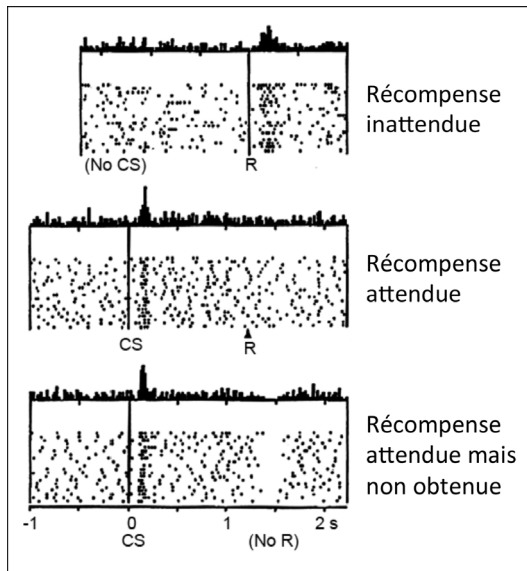 Récompense
inattendue
(No CS)
R
Récompense
attendue
CS
R
Récompense
attendue mais
non obtenue
-1
0
1
2 s
CS
(No R)